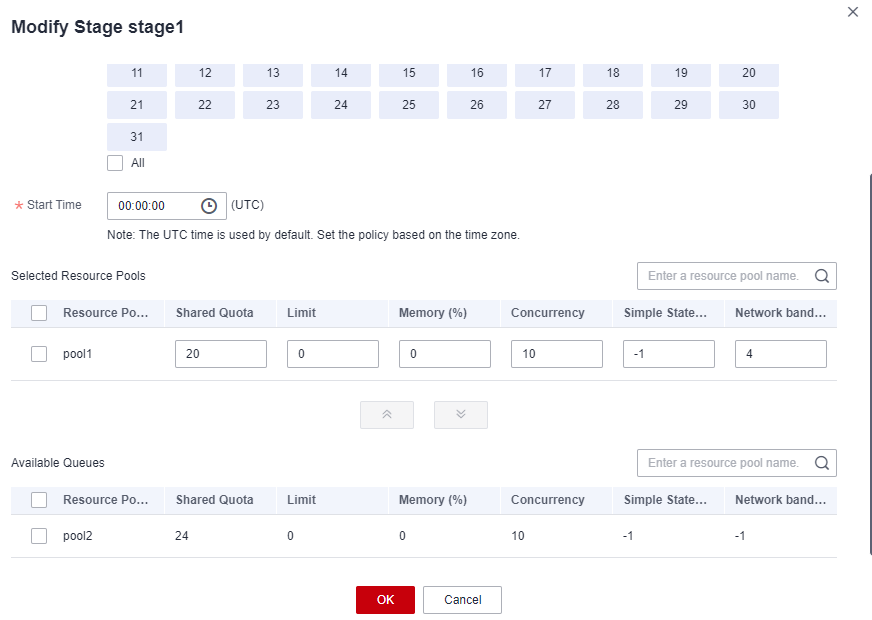 Modify Stage stage1
11 12 13 14 15 16 17 18 19 20
21 22 23 24 25 26 27 28 29 30
31
All
* Start Time 00:00:00 (UTC)
Note: The UTC time is used by default. Set the policy based on the time zone.
Selected Resource Pools Enter a resource pool name.
Resource Po... Shared Quota Limit Memory (%) Concurrency Simple State... Network band...
pool1 20 0 0 10 -1 4
Available Queues Enter a resource pool name.
Resource Po... Shared Quota Limit Memory (%) Concurrency Simple State... Network band...
pool2 24 0 0 10 -1 -1
OK Cancel